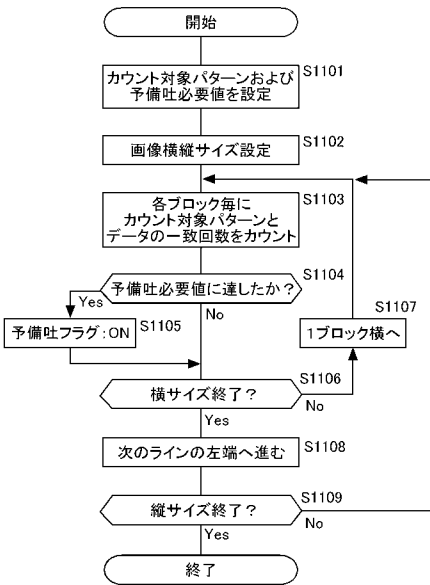 開始
カウント対象パターンおよび
予備吐必要値を設定
S1101
画像横縦サイズ設定
S1102
各ブロック毎に
カウント対象パターンと
データの一致回数をカウント
S1103
予備吐必要値に達したか?
S1104
Yes
No
予備吐フラグ:ON
S1105
1ブロック横へ
S1107
横サイズ終了?
S1106
No
Yes
次のラインの左端へ進む
S1108
縦サイズ終了?
S1109
No
Yes
終了